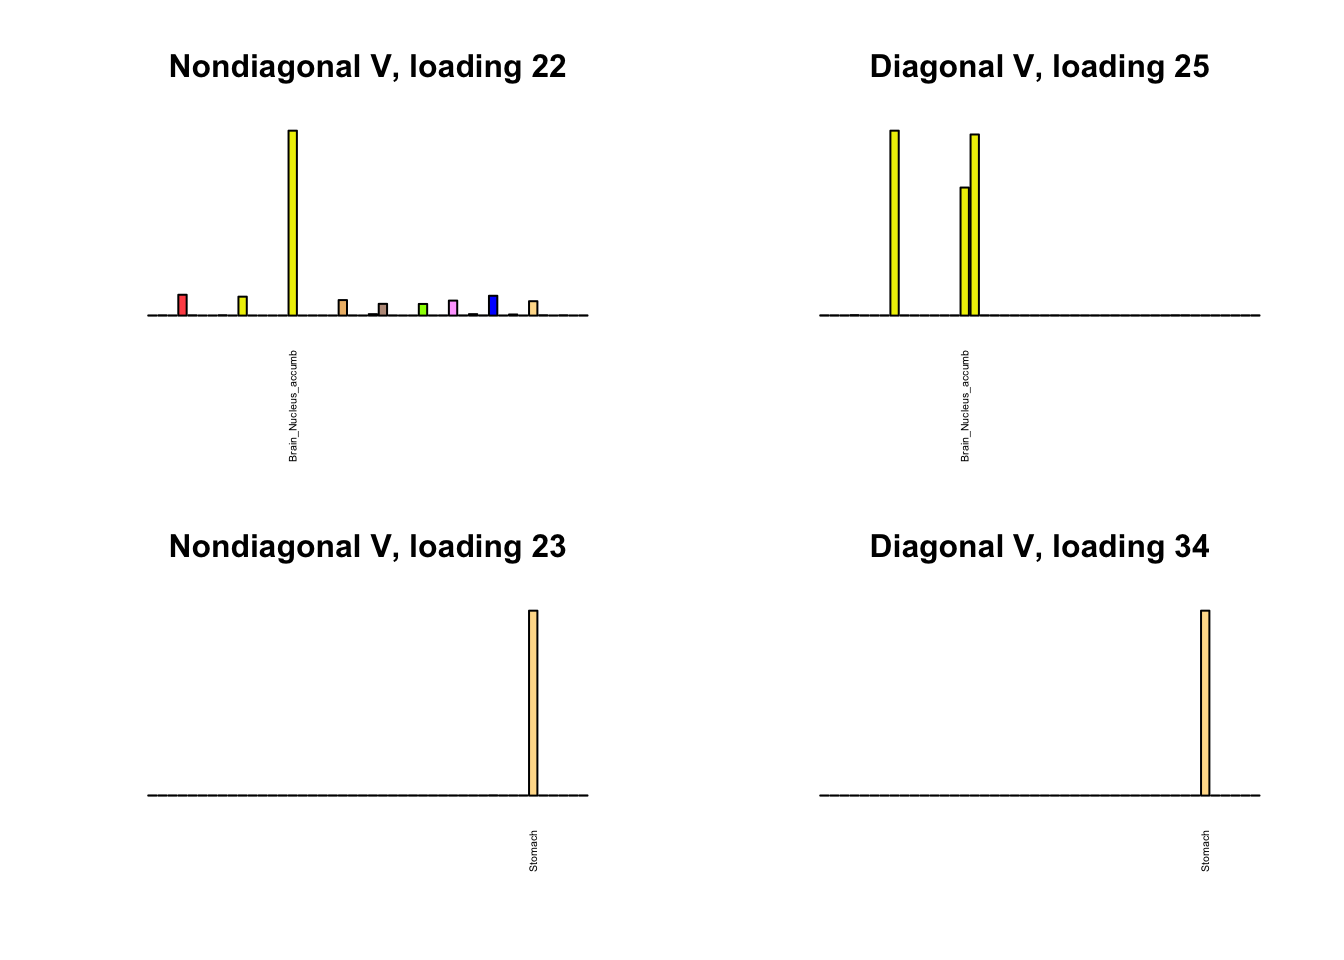 Nondiagonal V, loading 22
Diagonal V, loading 25
Brain_Nucleus_accumb
Brain_Nucleus_accumb
Nondiagonal V, loading 23
Diagonal V, loading 34
Stomach
Stomach